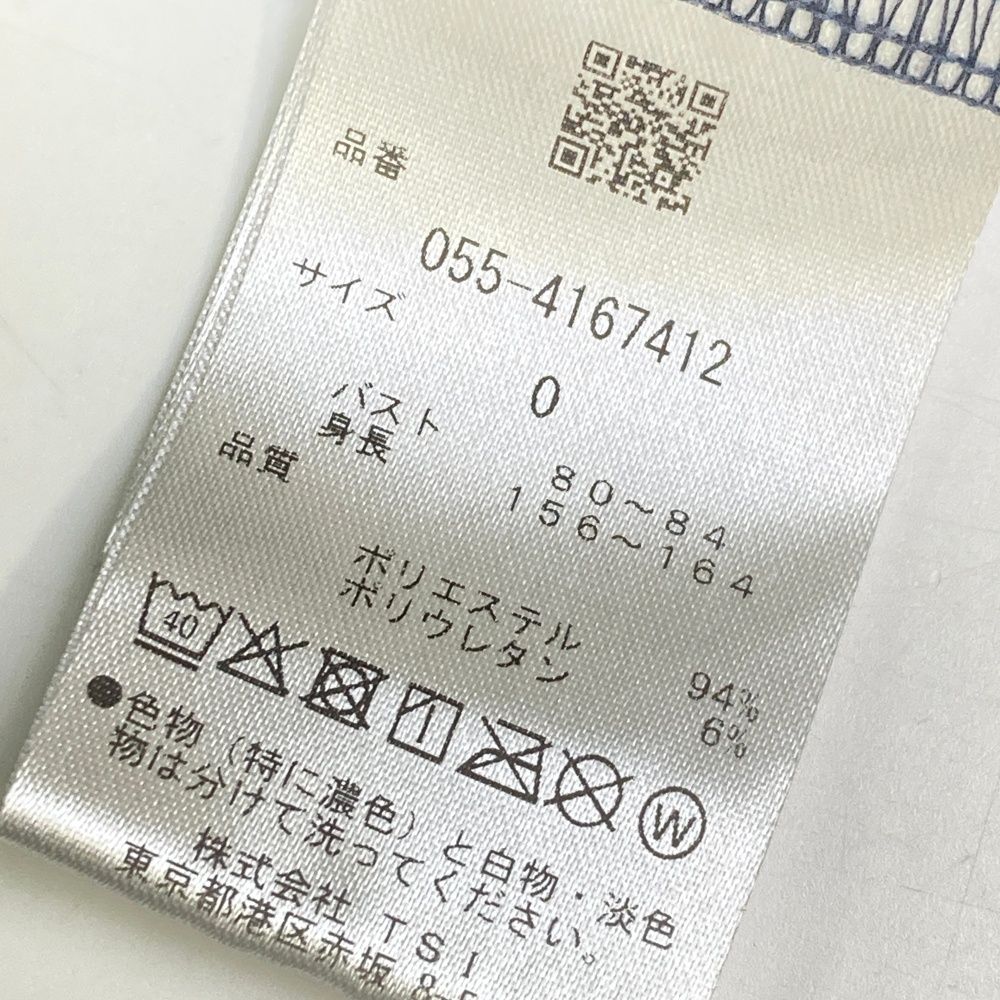 品番
055-4167412
サイズ
0
バスト 80～84
身長 156～164
品質
ポリエステル 94%
ポリウレタン 6%
40
W
●色物（特に濃色）と白物・淡色
物は分けて洗ってください。
株式会社 TSI
東京都港区赤坂 8-5